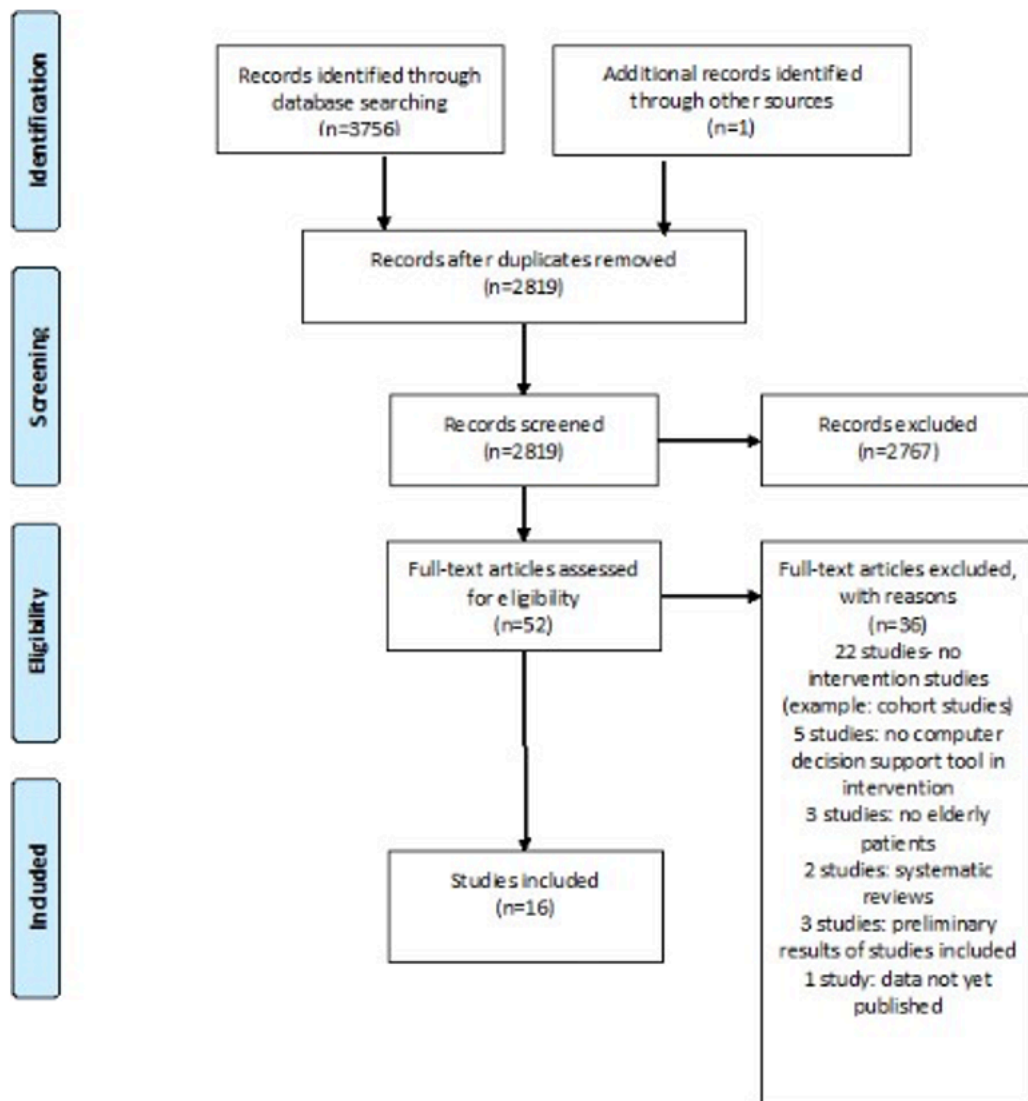 Identification
Records identified through
database searching
(n=3756)
Additional records identified
through other sources
(n=1)
Records after duplicates removed
(n=2819)
Screening
Records screened
(n=2819)
Records excluded
(n=2767)
Eligibility
Full-text articles assessed
for eligibility
(n=52)
Full-text articles excluded,
with reasons
(n=36)
22 studies- no
intervention studies
(example: cohort studies)
5 studies: no computer
decision support tool in
intervention
3 studies: no elderly
patients
2 studies: systematic
reviews
3 studies: preliminary
results of studies included
1 study: data not yet
published
Included
Studies included
(n=16)